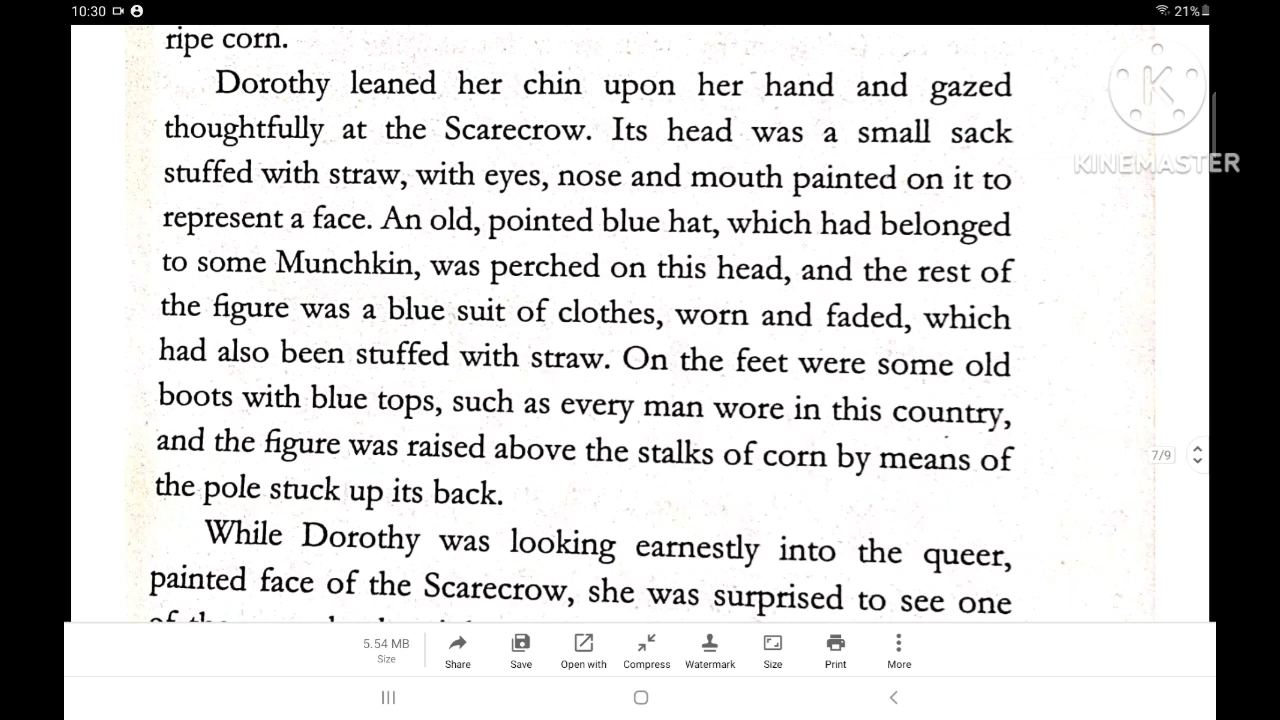 10:30
21%
ripe corn.
Dorothy leaned her chin upon her hand and gazed
thoughtfully at the Scarecrow. Its head was a small sack
stuffed with straw, with eyes, nose and mouth painted on it to
represent a face. An old, pointed blue hat, which had belonged
to some Munchkin, was perched on this head, and the rest of
the figure was a blue suit of clothes, worn and faded, which
had also been stuffed with straw. On the feet were some old
boots with blue tops, such as every man wore in this country,
and the figure was raised above the stalks of corn by means of
the pole stuck up its back.
While Dorothy was looking earnestly into the queer,
painted face of the Scarecrow, she was surprised to see one
K
KINEMASTER
7/9
5.54 MB
Size
Share
Save
Open with
Compress
Watermark
Size
Print
More